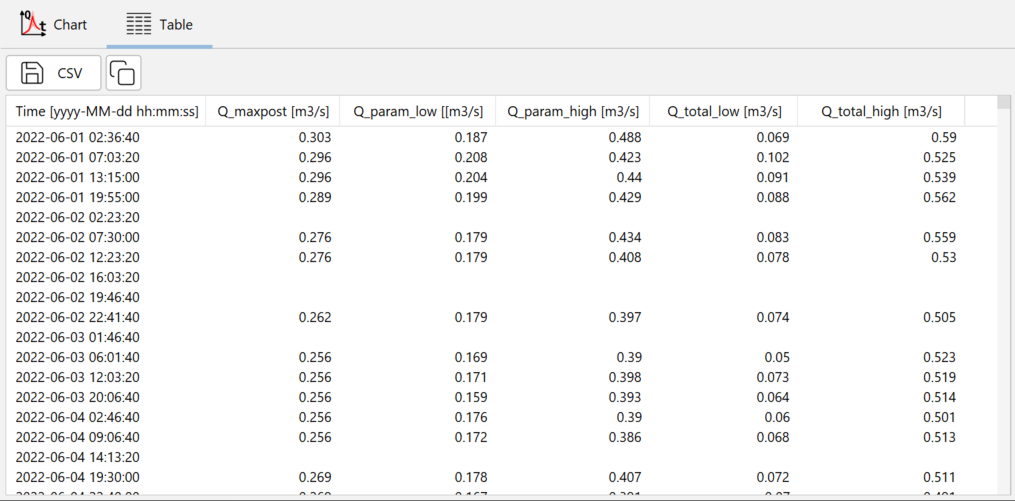 Q t Chart Table
CSV
Time [yyyy-MM-dd hh:mm:ss] Q_maxpost [m3/s] Q_param_low [[m3/s] Q_param_high [m3/s] Q_total_low [m3/s] Q_total_high [m3/s]
2022-06-01 02:36:40 0.303 0.187 0.488 0.069 0.59
2022-06-01 07:03:20 0.296 0.208 0.423 0.102 0.525
2022-06-01 13:15:00 0.296 0.204 0.44 0.091 0.539
2022-06-01 19:55:00 0.289 0.199 0.429 0.088 0.562
2022-06-02 02:23:20
2022-06-02 07:30:00 0.276 0.179 0.434 0.083 0.559
2022-06-02 12:23:20 0.276 0.179 0.408 0.078 0.53
2022-06-02 16:03:20
2022-06-02 19:46:40
2022-06-02 22:41:40 0.262 0.179 0.397 0.074 0.505
2022-06-03 01:46:40
2022-06-03 06:01:40 0.256 0.169 0.39 0.05 0.523
2022-06-03 12:03:20 0.256 0.171 0.398 0.073 0.519
2022-06-03 20:06:40 0.256 0.159 0.393 0.064 0.514
2022-06-04 02:46:40 0.256 0.176 0.39 0.06 0.501
2022-06-04 09:06:40 0.256 0.172 0.386 0.068 0.513
2022-06-04 14:13:20
2022-06-04 19:30:00 0.269 0.178 0.407 0.072 0.511